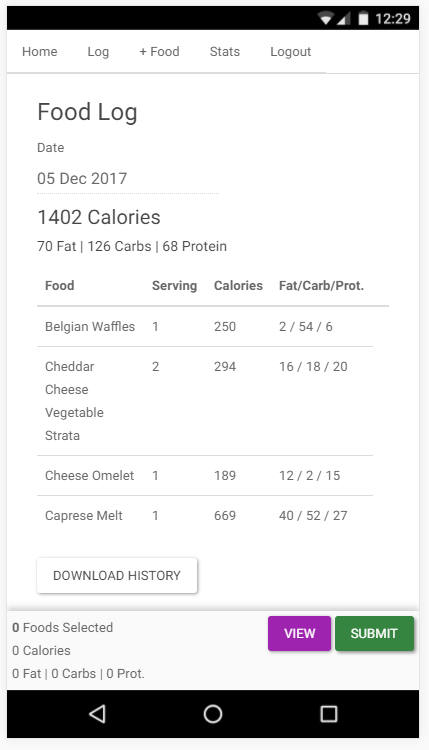 12:29
Home Log + Food Stats Logout
Food Log
Date
05 Dec 2017
1402 Calories
70 Fat | 126 Carbs | 68 Protein
Food Serving Calories Fat/Carb/Prot.
Belgian Waffles 1 250 2 / 54 / 6
Cheddar 2 294 16 / 18 / 20
Cheese
Vegetable
Strata
Cheese Omelet 1 189 12 / 2 / 15
Caprese Melt 1 669 40 / 52 / 27
DOWNLOAD HISTORY
0 Foods Selected VIEW SUBMIT
0 Calories
0 Fat | 0 Carbs | 0 Prot.